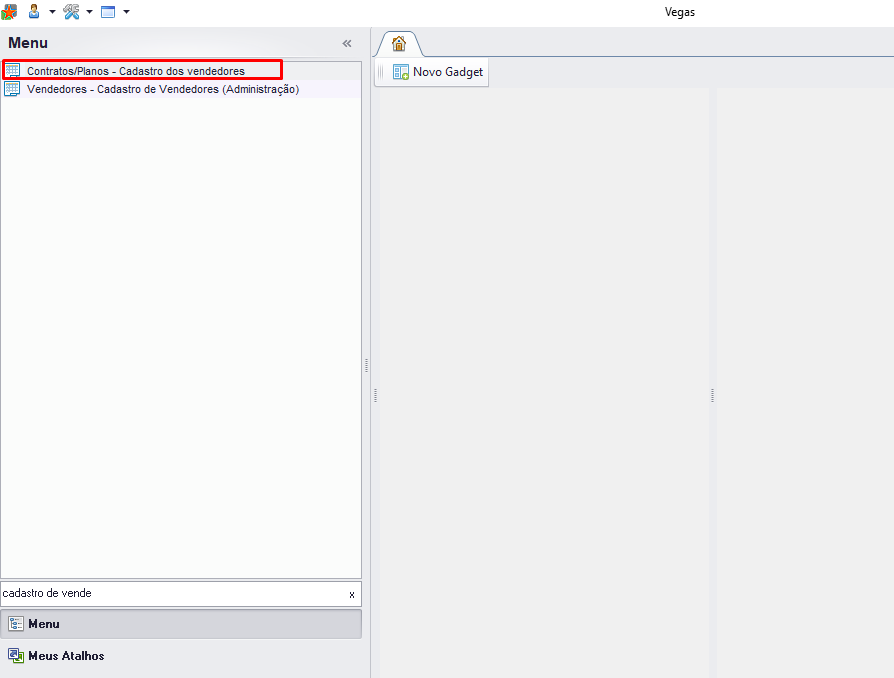 Vegas
Menu
«
Contratos/Planos - Cadastro dos vendedores
Vendedores - Cadastro de Vendedores (Administração)
Novo Gadget
cadastro de vende
x
Menu
Meus Atalhos